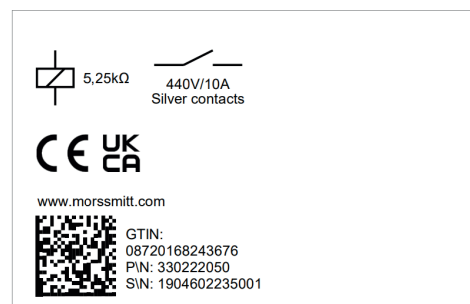 5,25kΩ
440V/10A
Silver contacts
CE UK
CA
www.morssmitt.com
GTIN:
08720168243676
P\N: 330222050
S\N: 1904602235001